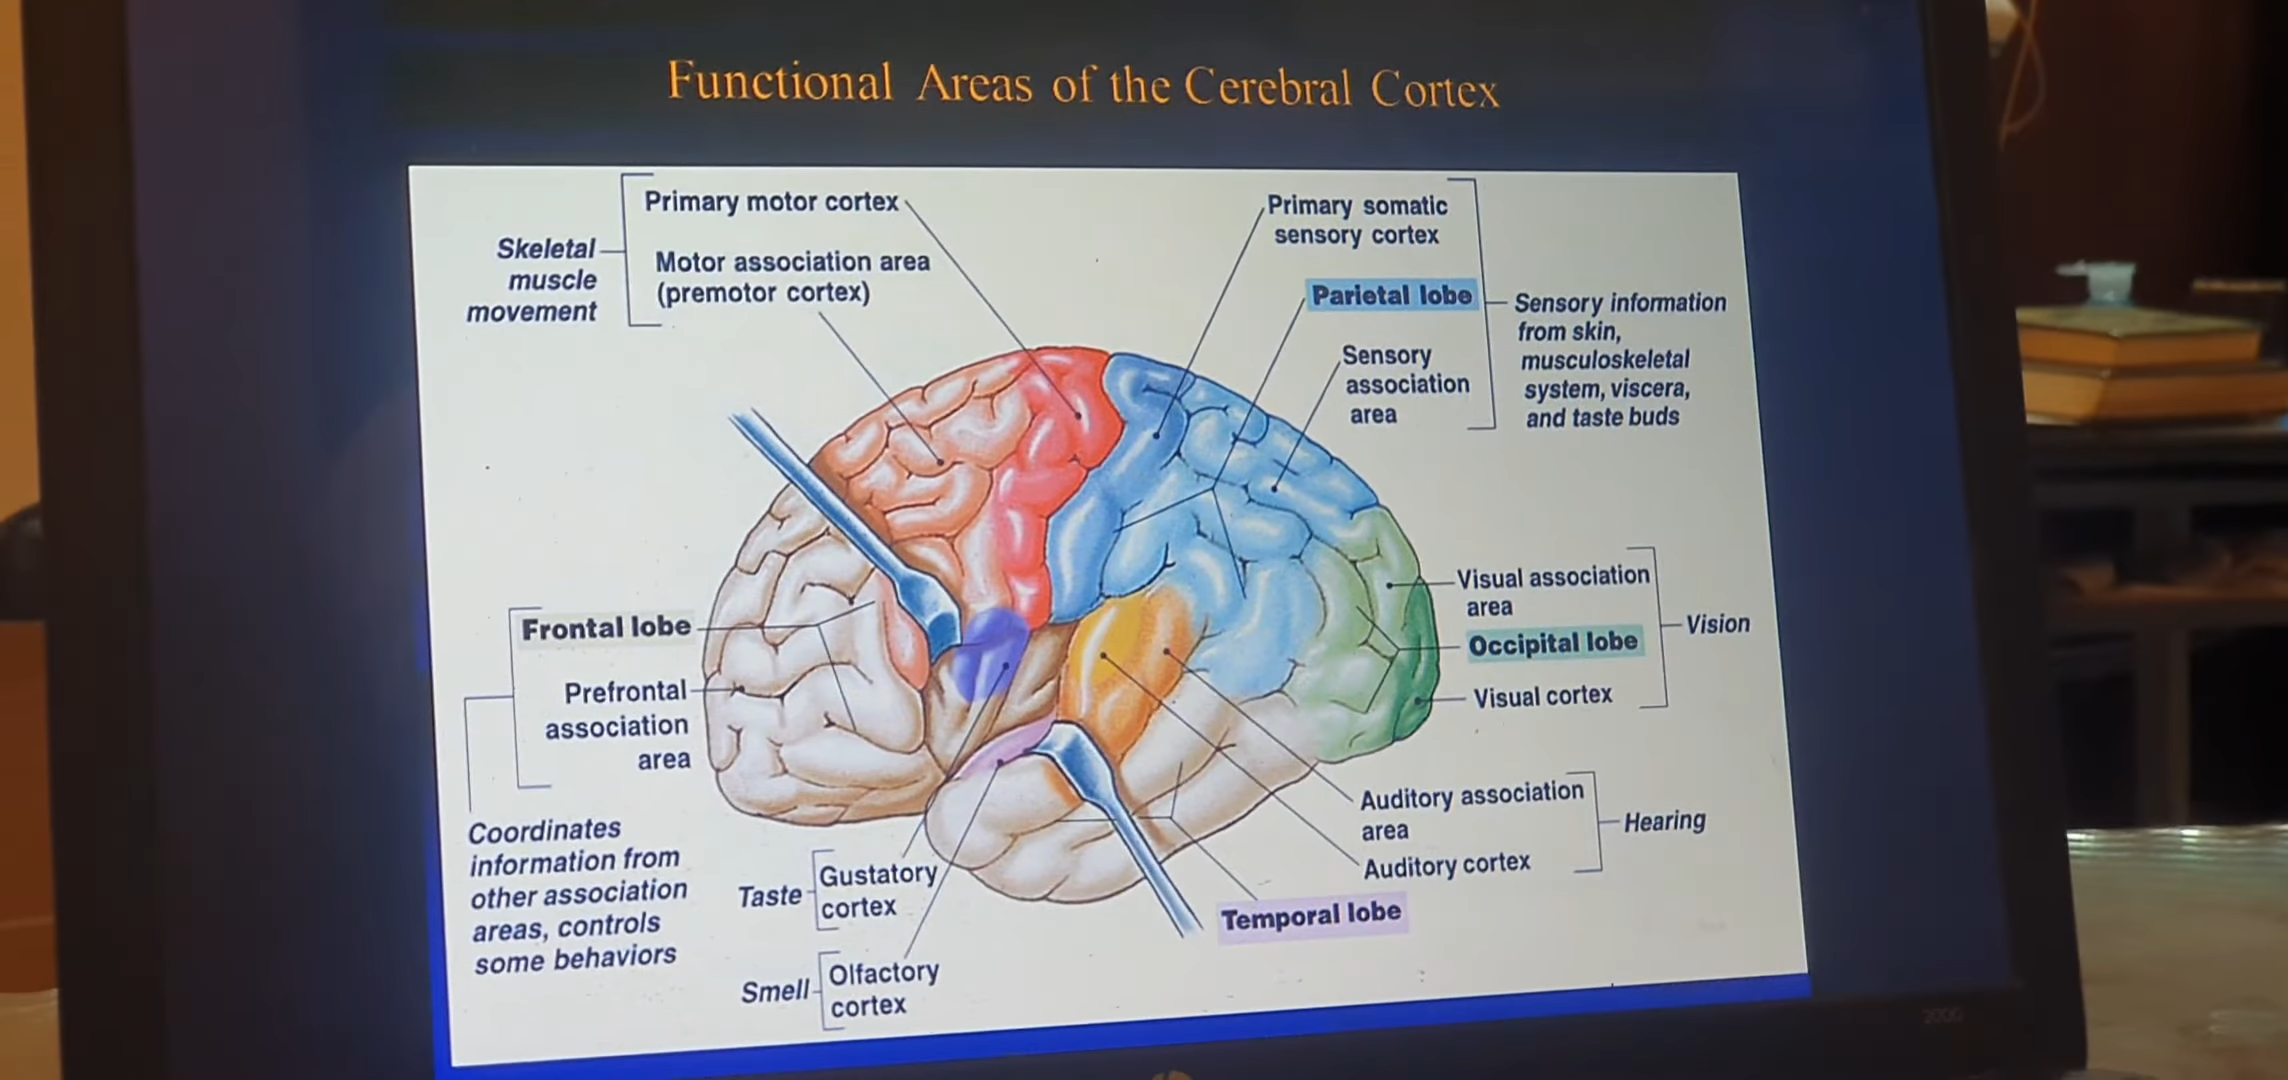 Functional Areas of the Cerebral Cortex
Primary motor cortex
Skeletal
muscle
movement
Motor association area
(premotor cortex)
Primary somatic
sensory cortex
Parietal lobe
Sensory
association
area
Sensory information
from skin,
musculoskeletal
system, viscera,
and taste buds
Frontal lobe
Prefrontal
association
area
Coordinates
information from
other association
areas, controls
some behaviors
Visual association
area
Occipital lobe
Visual cortex
Vision
Auditory association
area
Auditory cortex
Hearing
Temporal lobe
Taste
Gustatory
cortex
Smell
Olfactory
cortex